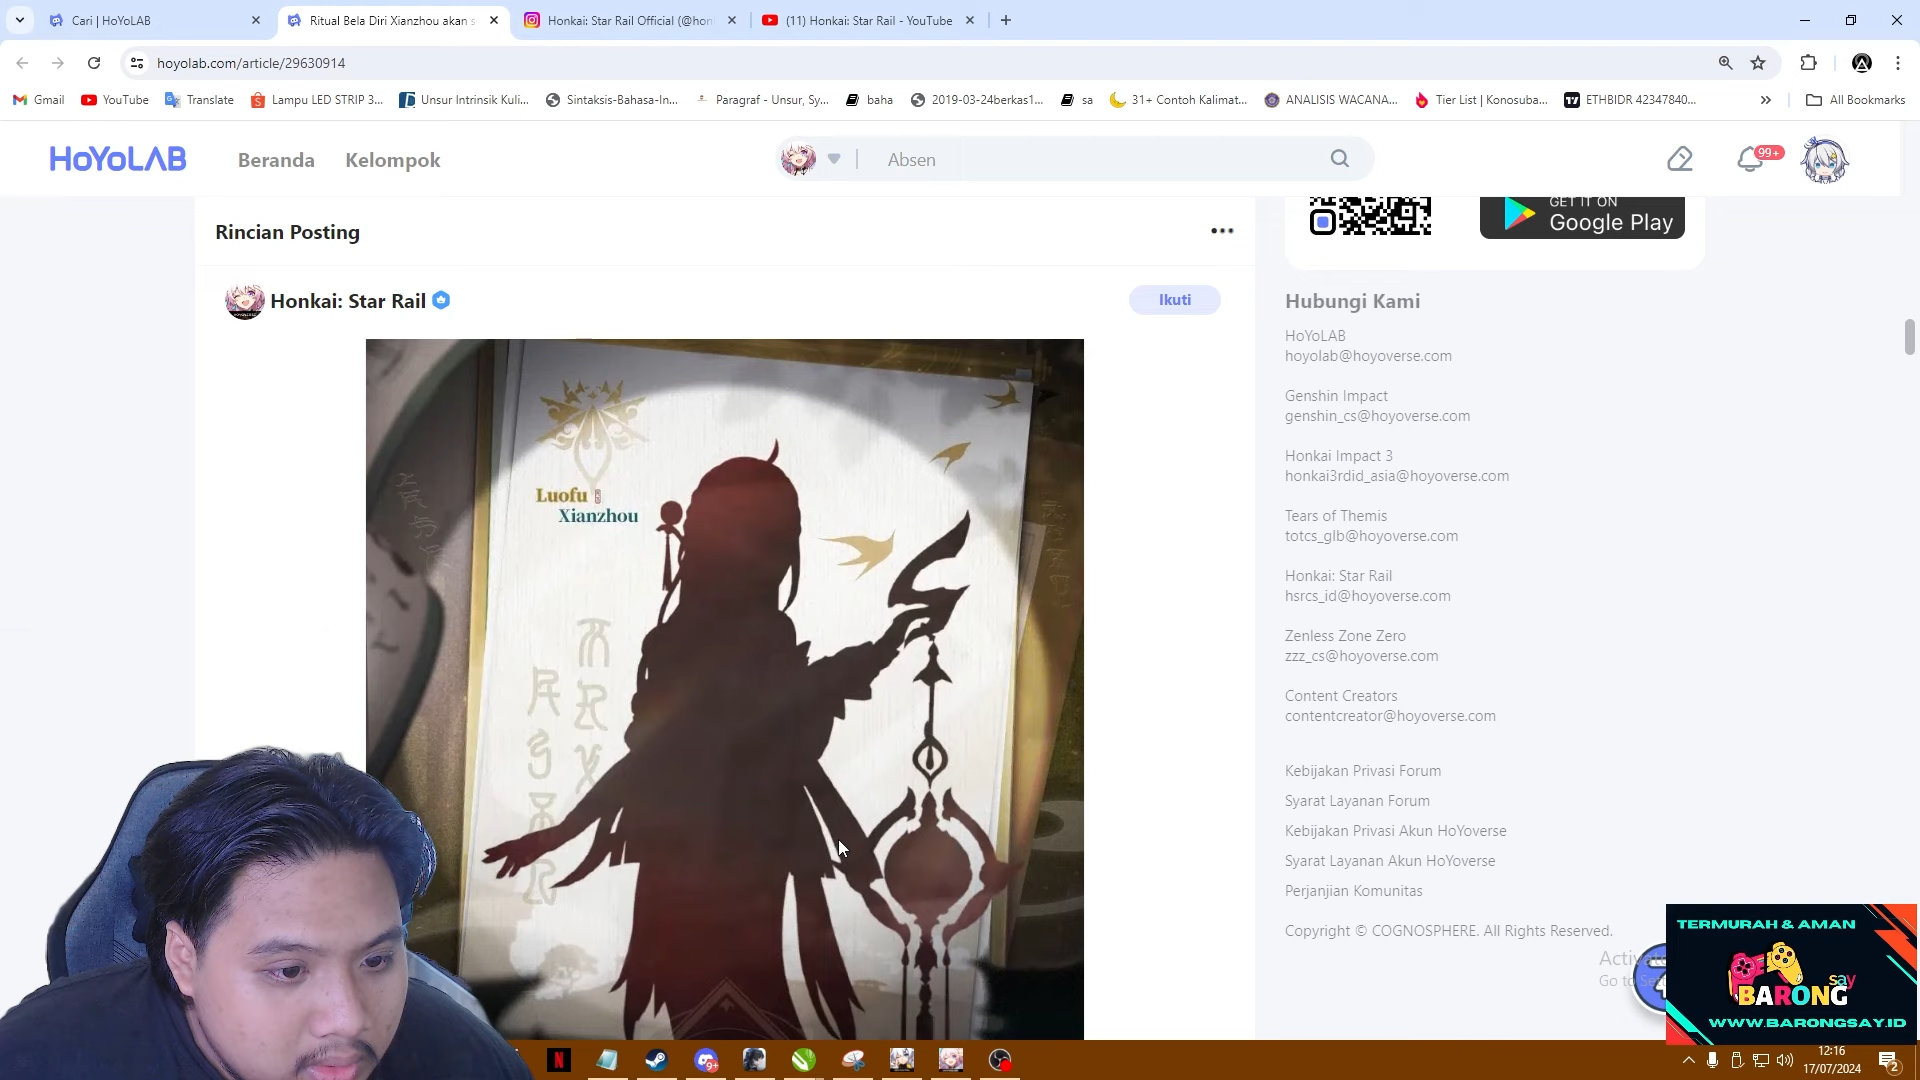 Cari | HoYoLAB
Ritual Bela Diri Xianzhou akan s
Honkai: Star Rail Official (@hon
(11) Honkai: Star Rail - YouTube
hoyolab.com/article/29630914
Gmail
YouTube
Translate
Lampu LED STRIP 3...
Unsur Intrinsik Kuli...
Sintaksis-Bahasa-In...
Paragraf - Unsur, Sy...
baha
2019-03-24berkas1...
sa
31+ Contoh Kalimat...
ANALISIS WACANA...
Tier List | Konosuba...
ETHBIDR 42347840...
All Bookmarks
HoYoLAB
Beranda
Kelompok
Absen
99+
Rincian Posting
Honkai: Star Rail
Ikuti
Luofu
Xianzhou
GET IT ON
Google Play
Hubungi Kami
HoYoLAB
hoyolab@hoyoverse.com
Genshin Impact
genshin_cs@hoyoverse.com
Honkai Impact 3
honkai3rdid_asia@hoyoverse.com
Tears of Themis
totcs_glb@hoyoverse.com
Honkai: Star Rail
hsrcs_id@hoyoverse.com
Zenless Zone Zero
zzz_cs@hoyoverse.com
Content Creators
contentcreator@hoyoverse.com
Kebijakan Privasi Forum
Syarat Layanan Forum
Kebijakan Privasi Akun HoYoverse
Syarat Layanan Akun HoYoverse
Perjanjian Komunitas
Copyright © COGNOSPHERE. All Rights Reserved.
Go to
TERMURAH & AMAN
BARONG
say
WWW.BARONGSAY.ID
9+
12:16
17/07/2024
2